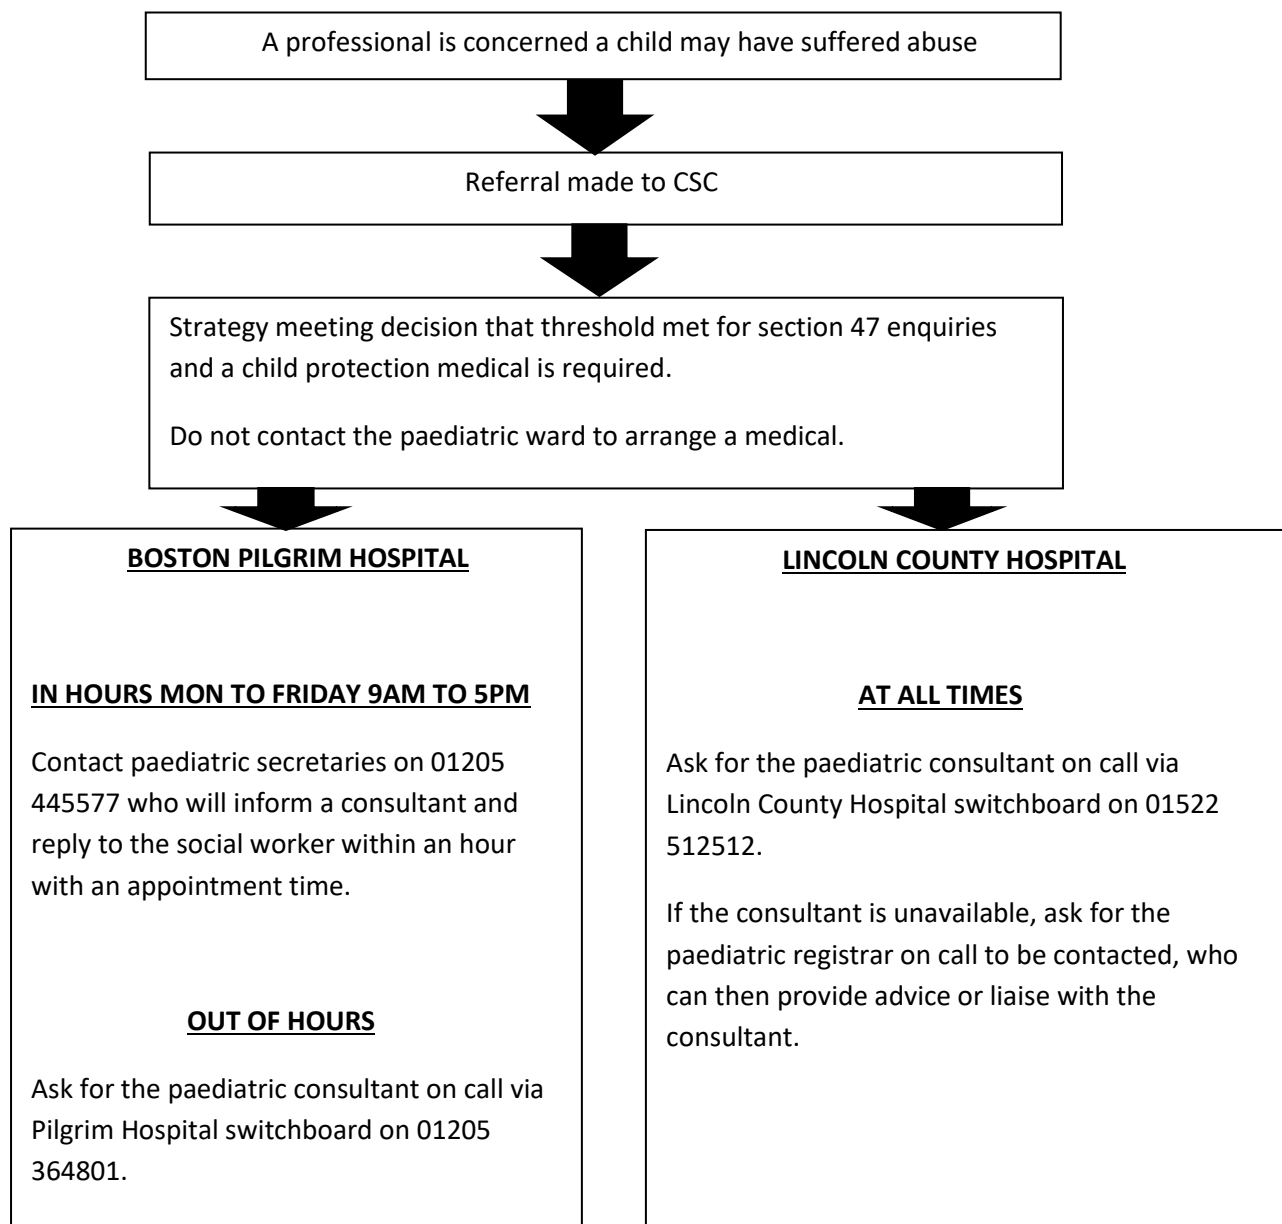 A professional is concerned a child may have suffered abuse
Referral made to CSC
Strategy meeting decision that threshold met for section 47 enquiries
and a child protection medical is required.
Do not contact the paediatric ward to arrange a medical.
BOSTON PILGRIM HOSPITAL
IN HOURS MON TO FRIDAY 9AM TO 5PM
Contact paediatric secretaries on 01205
445577 who will inform a consultant and
reply to the social worker within an hour
with an appointment time.
OUT OF HOURS
Ask for the paediatric consultant on call via
Pilgrim Hospital switchboard on 01205
364801.
LINCOLN COUNTY HOSPITAL
AT ALL TIMES
Ask for the paediatric consultant on call via
Lincoln County Hospital switchboard on 01522
512512.
If the consultant is unavailable, ask for the
paediatric registrar on call to be contacted, who
can then provide advice or liaise with the
consultant.